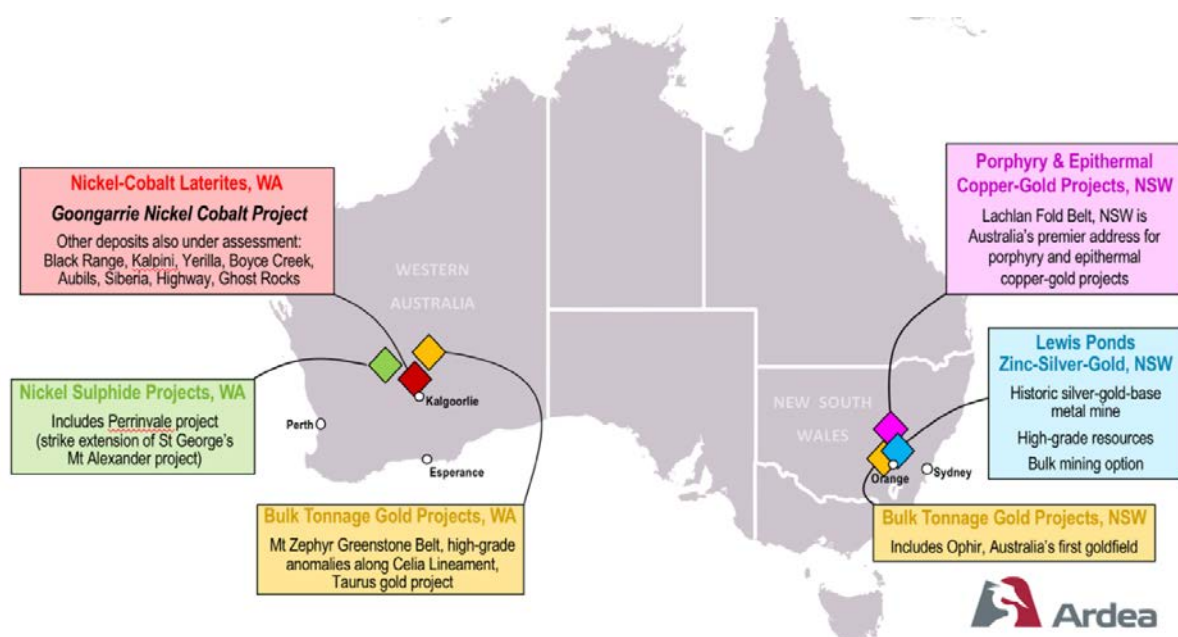 Nickel-Cobalt Laterites, WA
Goongarrie Nickel Cobalt Project
Other deposits also under assessment:
Black Range, Kalpini, Yerilla, Boyce Creek,
Aubils, Siberia, Highway, Ghost Rocks
Nickel Sulphide Projects, WA
Includes Perrinvale project
(strike extension of St George's
Mt Alexander project)
Bulk Tonnage Gold Projects, WA
Mt Zephyr Greenstone Belt, high-grade
anomalies along Celia Lineament,
Taurus gold project
WESTERN
AUSTRALIA
Kalgoorlie
Perth
Esperance
Porphyry & Epithermal
Copper-Gold Projects, NSW
Lachlan Fold Belt, NSW is
Australia's premier address for
porphyry and epithermal
copper-gold projects
Lewis Ponds
Zinc-Silver-Gold, NSW
Historic silver-gold-base
metal mine
High-grade resources
Bulk mining option
NEW SOUTH
WALES
Orange
Sydney
Bulk Tonnage Gold Projects, NSW
Includes Ophir, Australia's first goldfield
Ardea